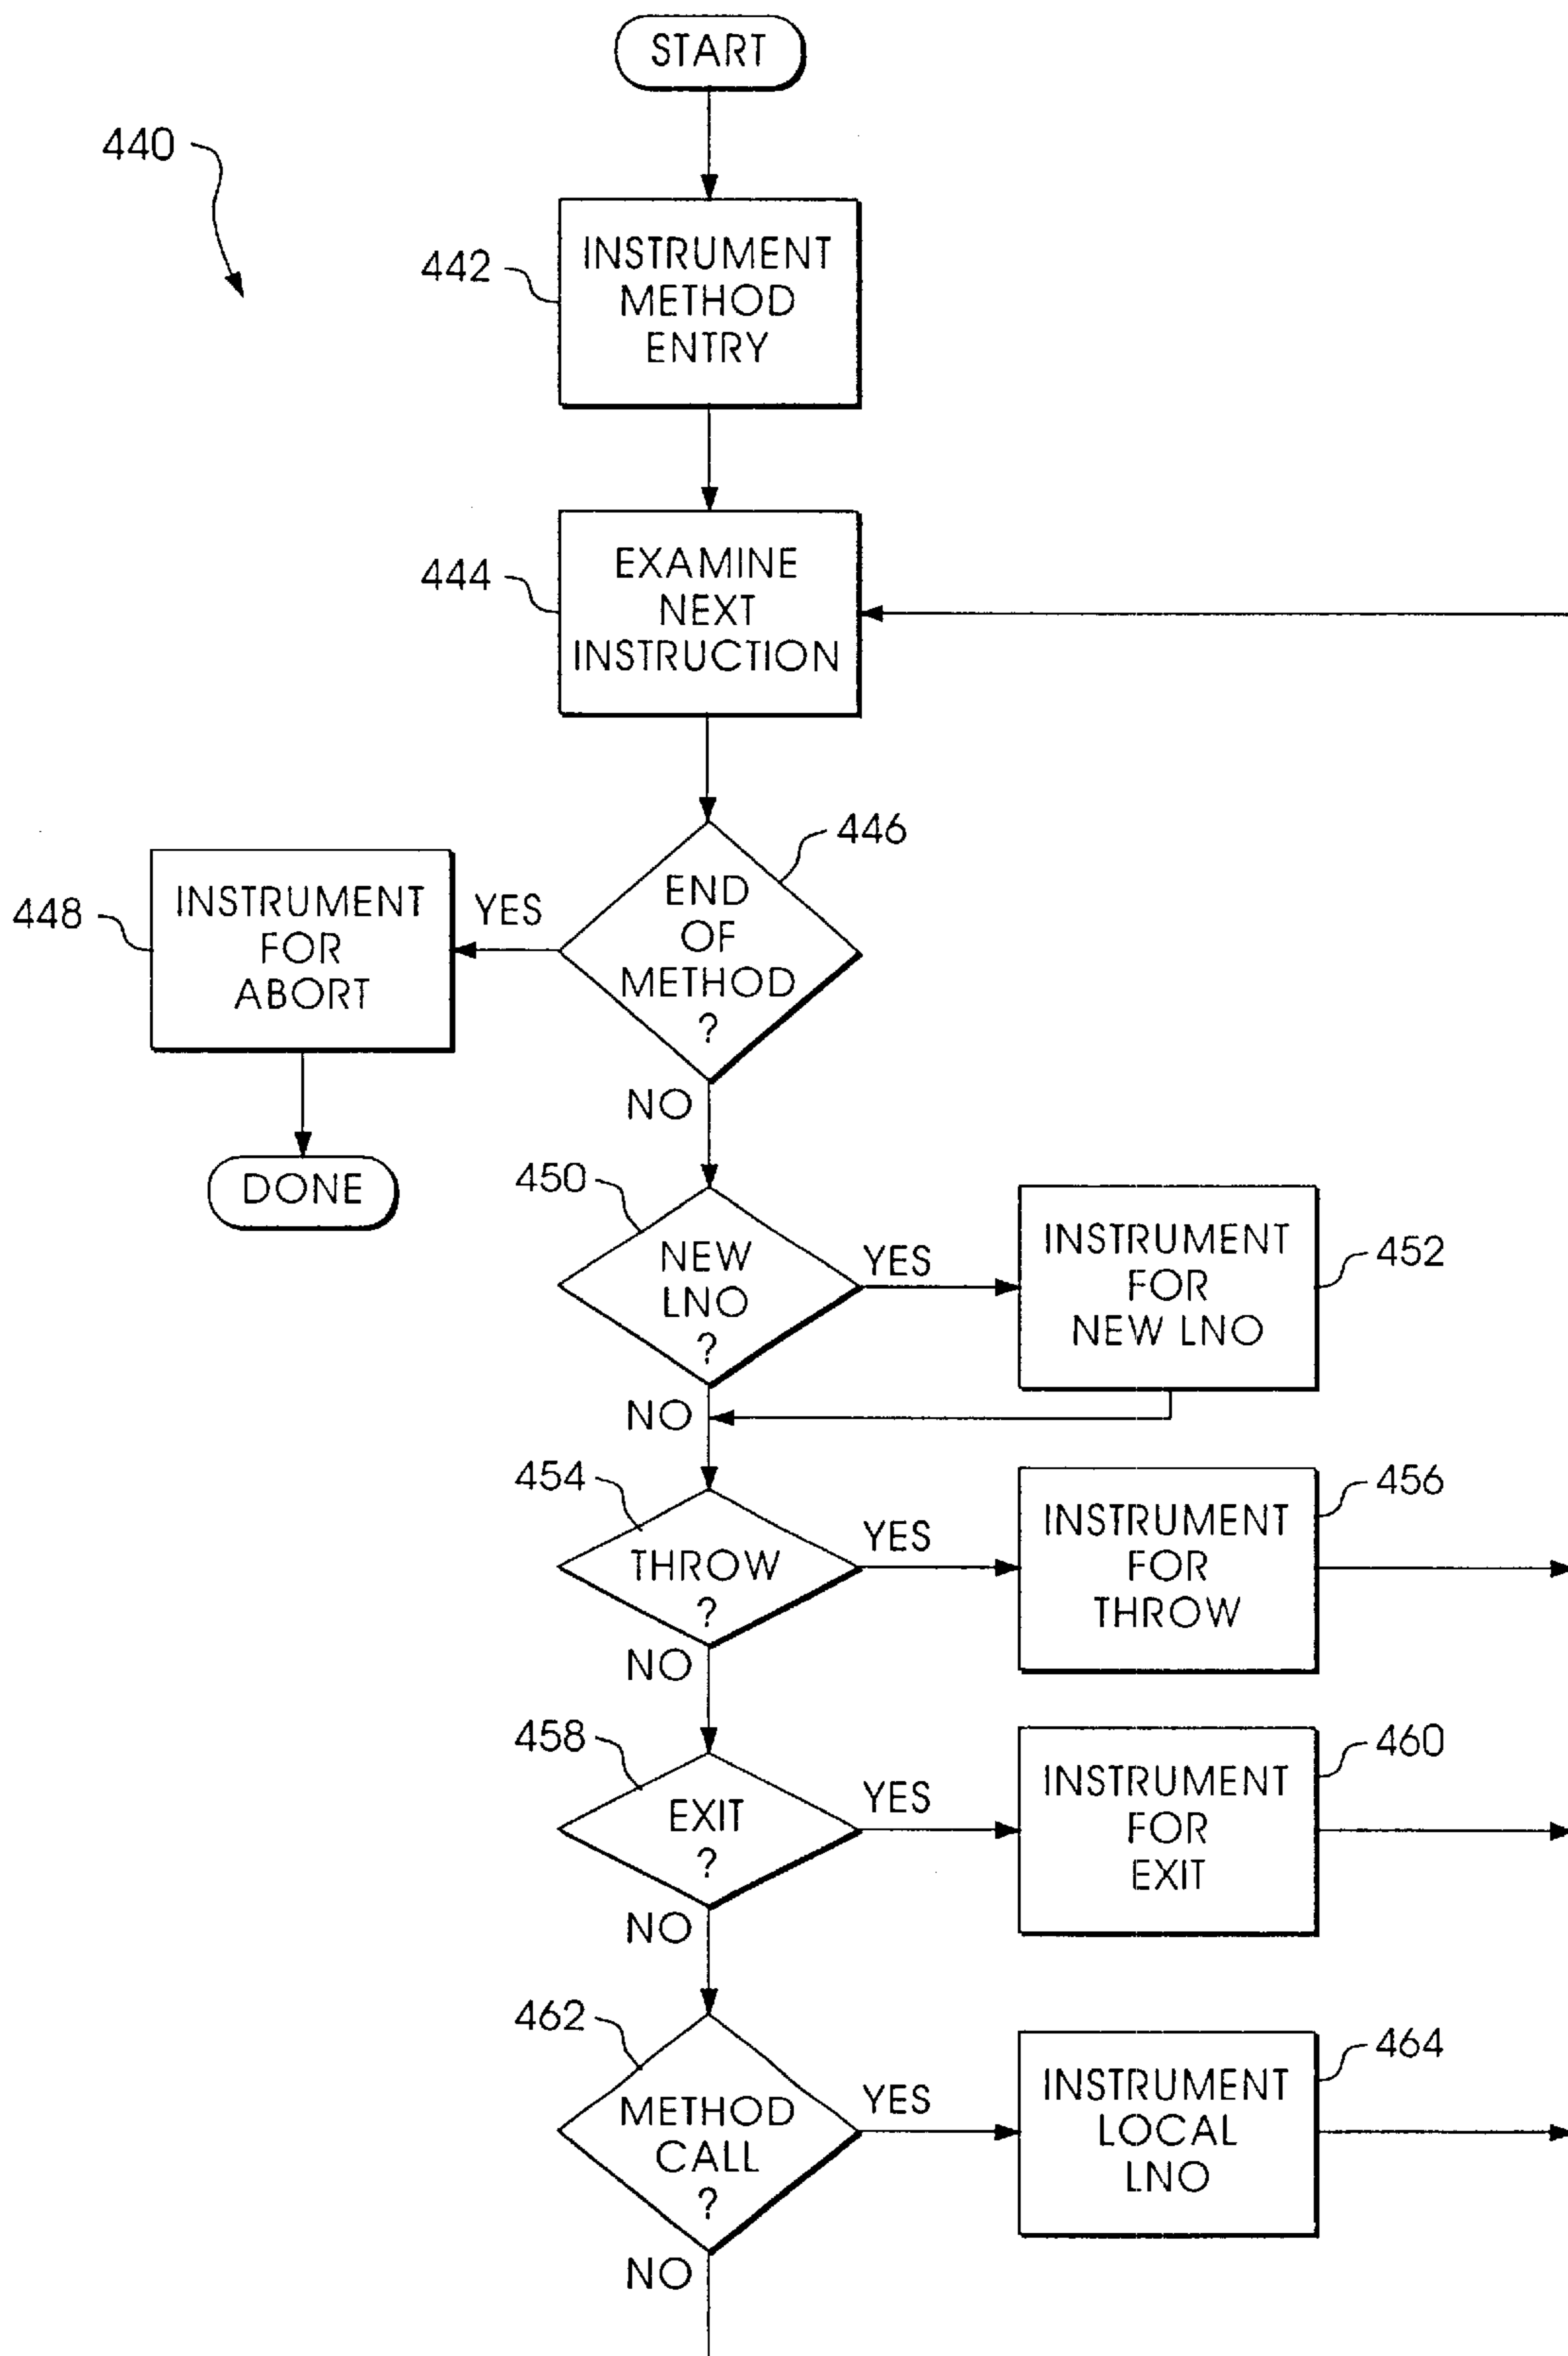 START
440
442
INSTRUMENT
METHOD
ENTRY
444
EXAMINE
NEXT
INSTRUCTION
446
END
OF
METHOD
?
YES
448
INSTRUMENT
FOR
ABORT
DONE
NO
450
NEW
LNO
?
YES
INSTRUMENT
FOR
NEW LNO
452
NO
454
THROW
?
YES
INSTRUMENT
FOR
THROW
456
NO
458
EXIT
?
YES
INSTRUMENT
FOR
EXIT
460
NO
462
METHOD
CALL
?
YES
INSTRUMENT
LOCAL
LNO
464
NO